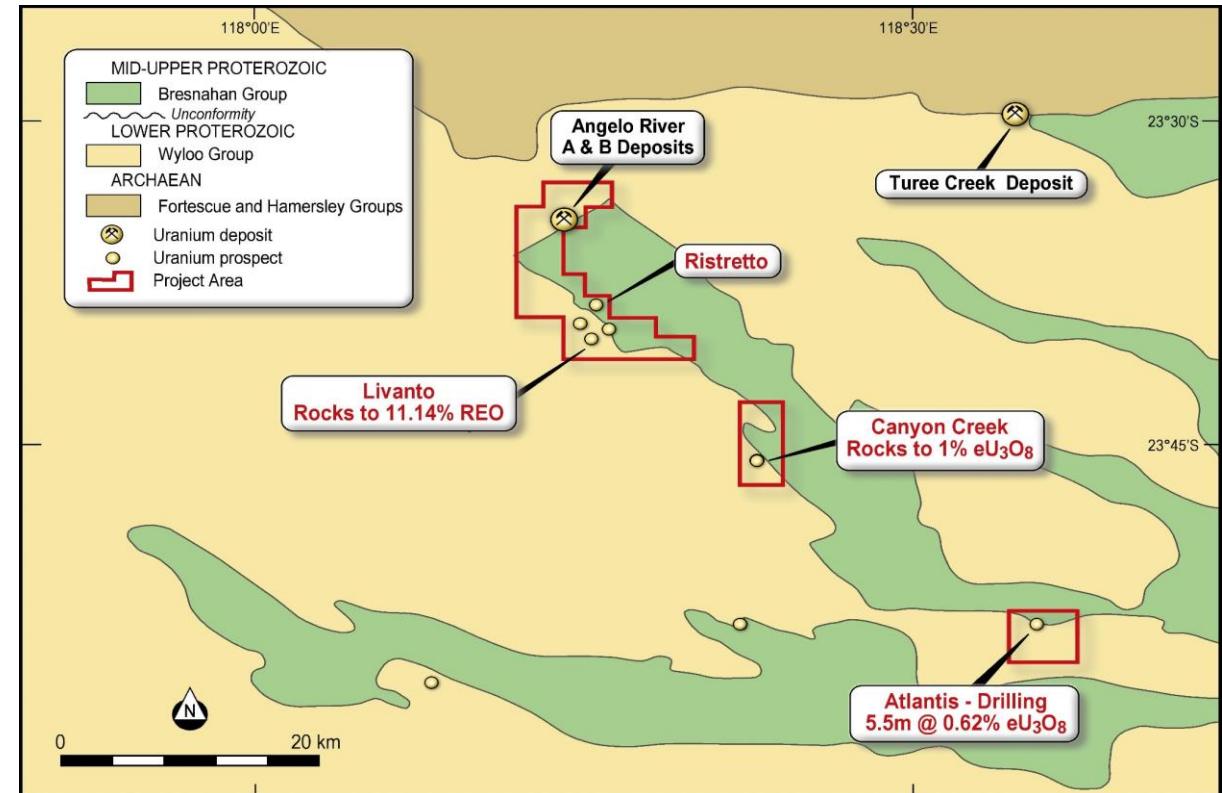 118°00'E
118°30'E
MID-UPPER PROTEROZOIC
Bresnahan Group
Unconformity
LOWER PROTEROZOIC
Wyloo Group
ARCHAEAN
Fortescue and Hamersley Groups
Uranium deposit
Uranium prospect
Project Area
Angelo River
A & B Deposits
23°30'S
Turee Creek Deposit
Ristretto
Livanto
Rocks to 11.14% REO
Canyon Creek
Rocks to 1% eU₃O₈
23°45'S
Atlantis - Drilling
5.5m @ 0.62% eU₃O₈
N
0
20 km